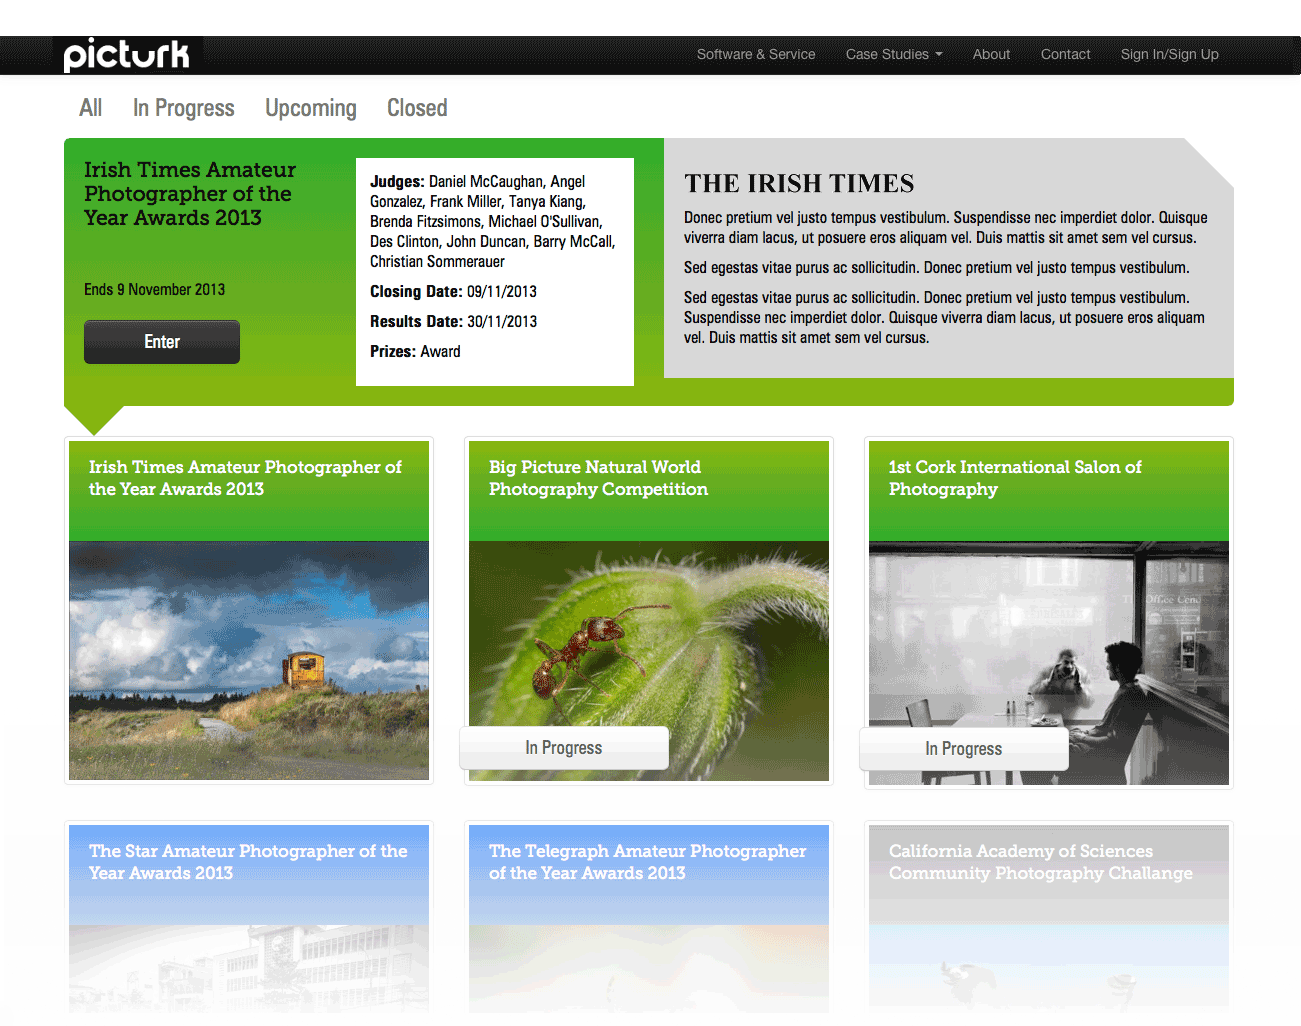 picturk
Software & Service
Case Studies
About
Contact
Sign In/Sign Up
All
In Progress
Upcoming
Closed
Irish Times Amateur
Photographer of the
Year Awards 2013
Ends 9 November 2013
Enter
Judges: Daniel McCaughan, Angel
Gonzalez, Frank Miller, Tanya Kiang,
Brenda Fitzsimons, Michael O'Sullivan,
Des Clinton, John Duncan, Barry McCall,
Christian Sommerauer
Closing Date: 09/11/2013
Results Date: 30/11/2013
Prizes: Award
THE IRISH TIMES
Donec pretium vel justo tempus vestibulum. Suspendisse nec imperdiet dolor. Quisque
viverra diam lacus, ut posuere eros aliquam vel. Duis mattis sit amet sem vel cursus.
Sed egestas vitae purus ac sollicitudin. Donec pretium vel justo tempus vestibulum.
Sed egestas vitae purus ac sollicitudin. Donec pretium vel justo tempus vestibulum.
Suspendisse nec imperdiet dolor. Quisque viverra diam lacus, ut posuere eros aliquam
vel. Duis mattis sit amet sem vel cursus.
Irish Times Amateur Photographer of
the Year Awards 2013
Big Picture Natural World
Photography Competition
In Progress
1st Cork International Salon of
Photography
In Progress
The Star Amateur Photographer of the
Year Awards 2013
The Telegraph Amateur Photographer
of the Year Awards 2013
California Academy of Sciences
Community Photography Challange